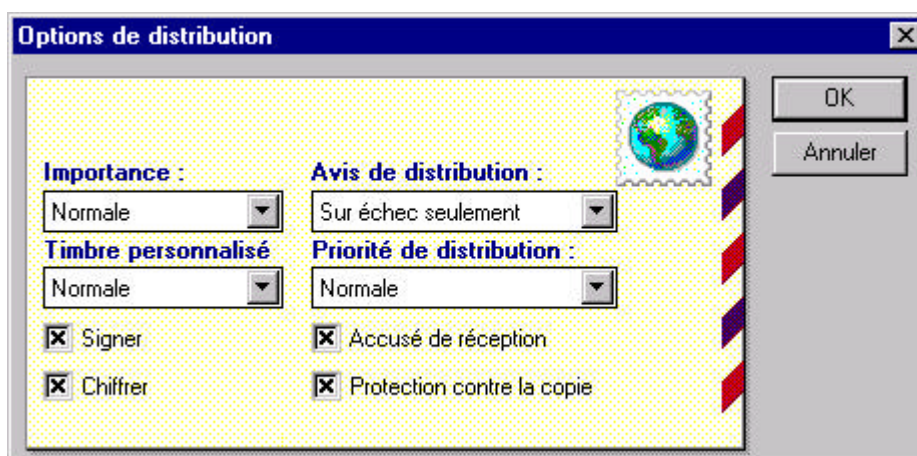 Options de distribution
OK
Annuler
Importance :
Avis de distribution :
Normale
Sur échec seulement
Timbre personnalisé
Priorité de distribution :
Normale
Normale
Signer
Accusé de réception
Chiffrer
Protection contre la copie